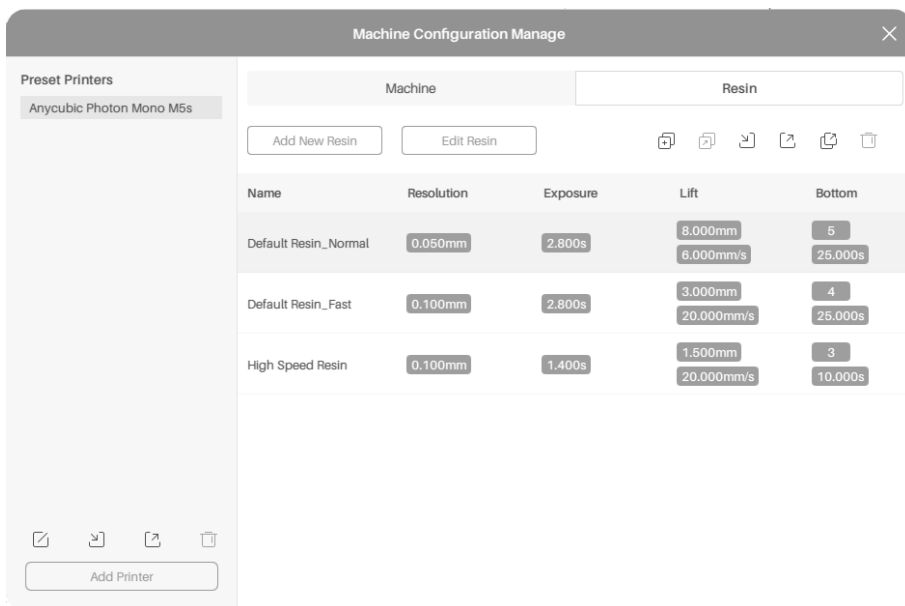 Machine Configuration Manage
Preset Printers
Anycubic Photon Mono M5s
Machine
Resin
Add New Resin
Edit Resin
Name Resolution Exposure Lift Bottom
Default Resin_Normal 0.050mm 2.800s 8.000mm 5
6.000mm/s 25.000s
Default Resin_Fast 0.100mm 2.800s 3.000mm 4
20.000mm/s 25.000s
High Speed Resin 0.100mm 1.400s 1.500mm 3
20.000mm/s 10.000s
Add Printer